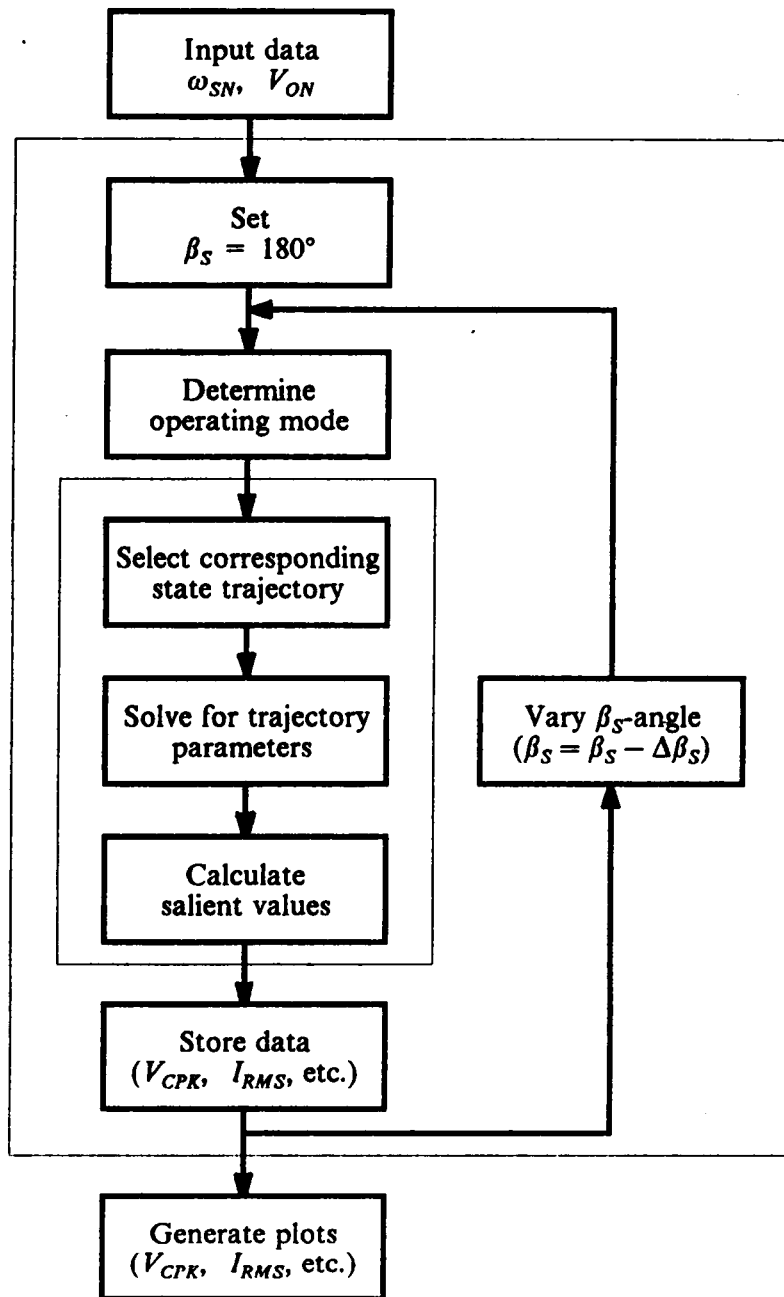 Input data
ω_SN, V_ON
Set
β_S = 180°
Determine
operating mode
Select corresponding
state trajectory
Solve for trajectory
parameters
Vary β_S-angle
(β_S = β_S − Δβ_S)
Calculate
salient values
Store data
(V_CPK, I_RMS, etc.)
Generate plots
(V_CPK, I_RMS, etc.)